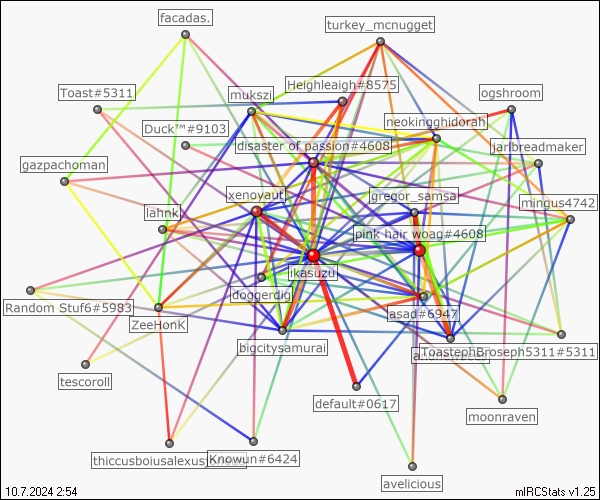 facadas.
turkey_mcnugget
Toast#5311
mukszi
Heighleaigh#8575
ogshroom
Duck™#9103
neokingghidorah
disaster of passion#4608
jarlbreadmaker
gazpachoman
xenoyaut
gregor_samsa
mingus4742
lahnk
pink hair woag#4608
ikasuzu
doggerdig
Random Stuf6#5983
asad#6947
ZeeHonk
bigcitysamurai
ToastephBroseph5311#5311
tescoroll
default#0617
moonraven
Knowun#6424
avelicious
10.7.2024 2:54
mIRCStats v1.25